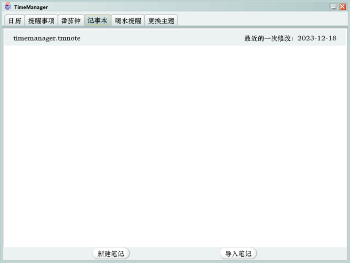 TimeManager
日历 提醒事项 番茄钟 记事本 喝水提醒 更换主题
timemanager.tmnote 最近的一次修改：2023-12-18
新建笔记 导入笔记